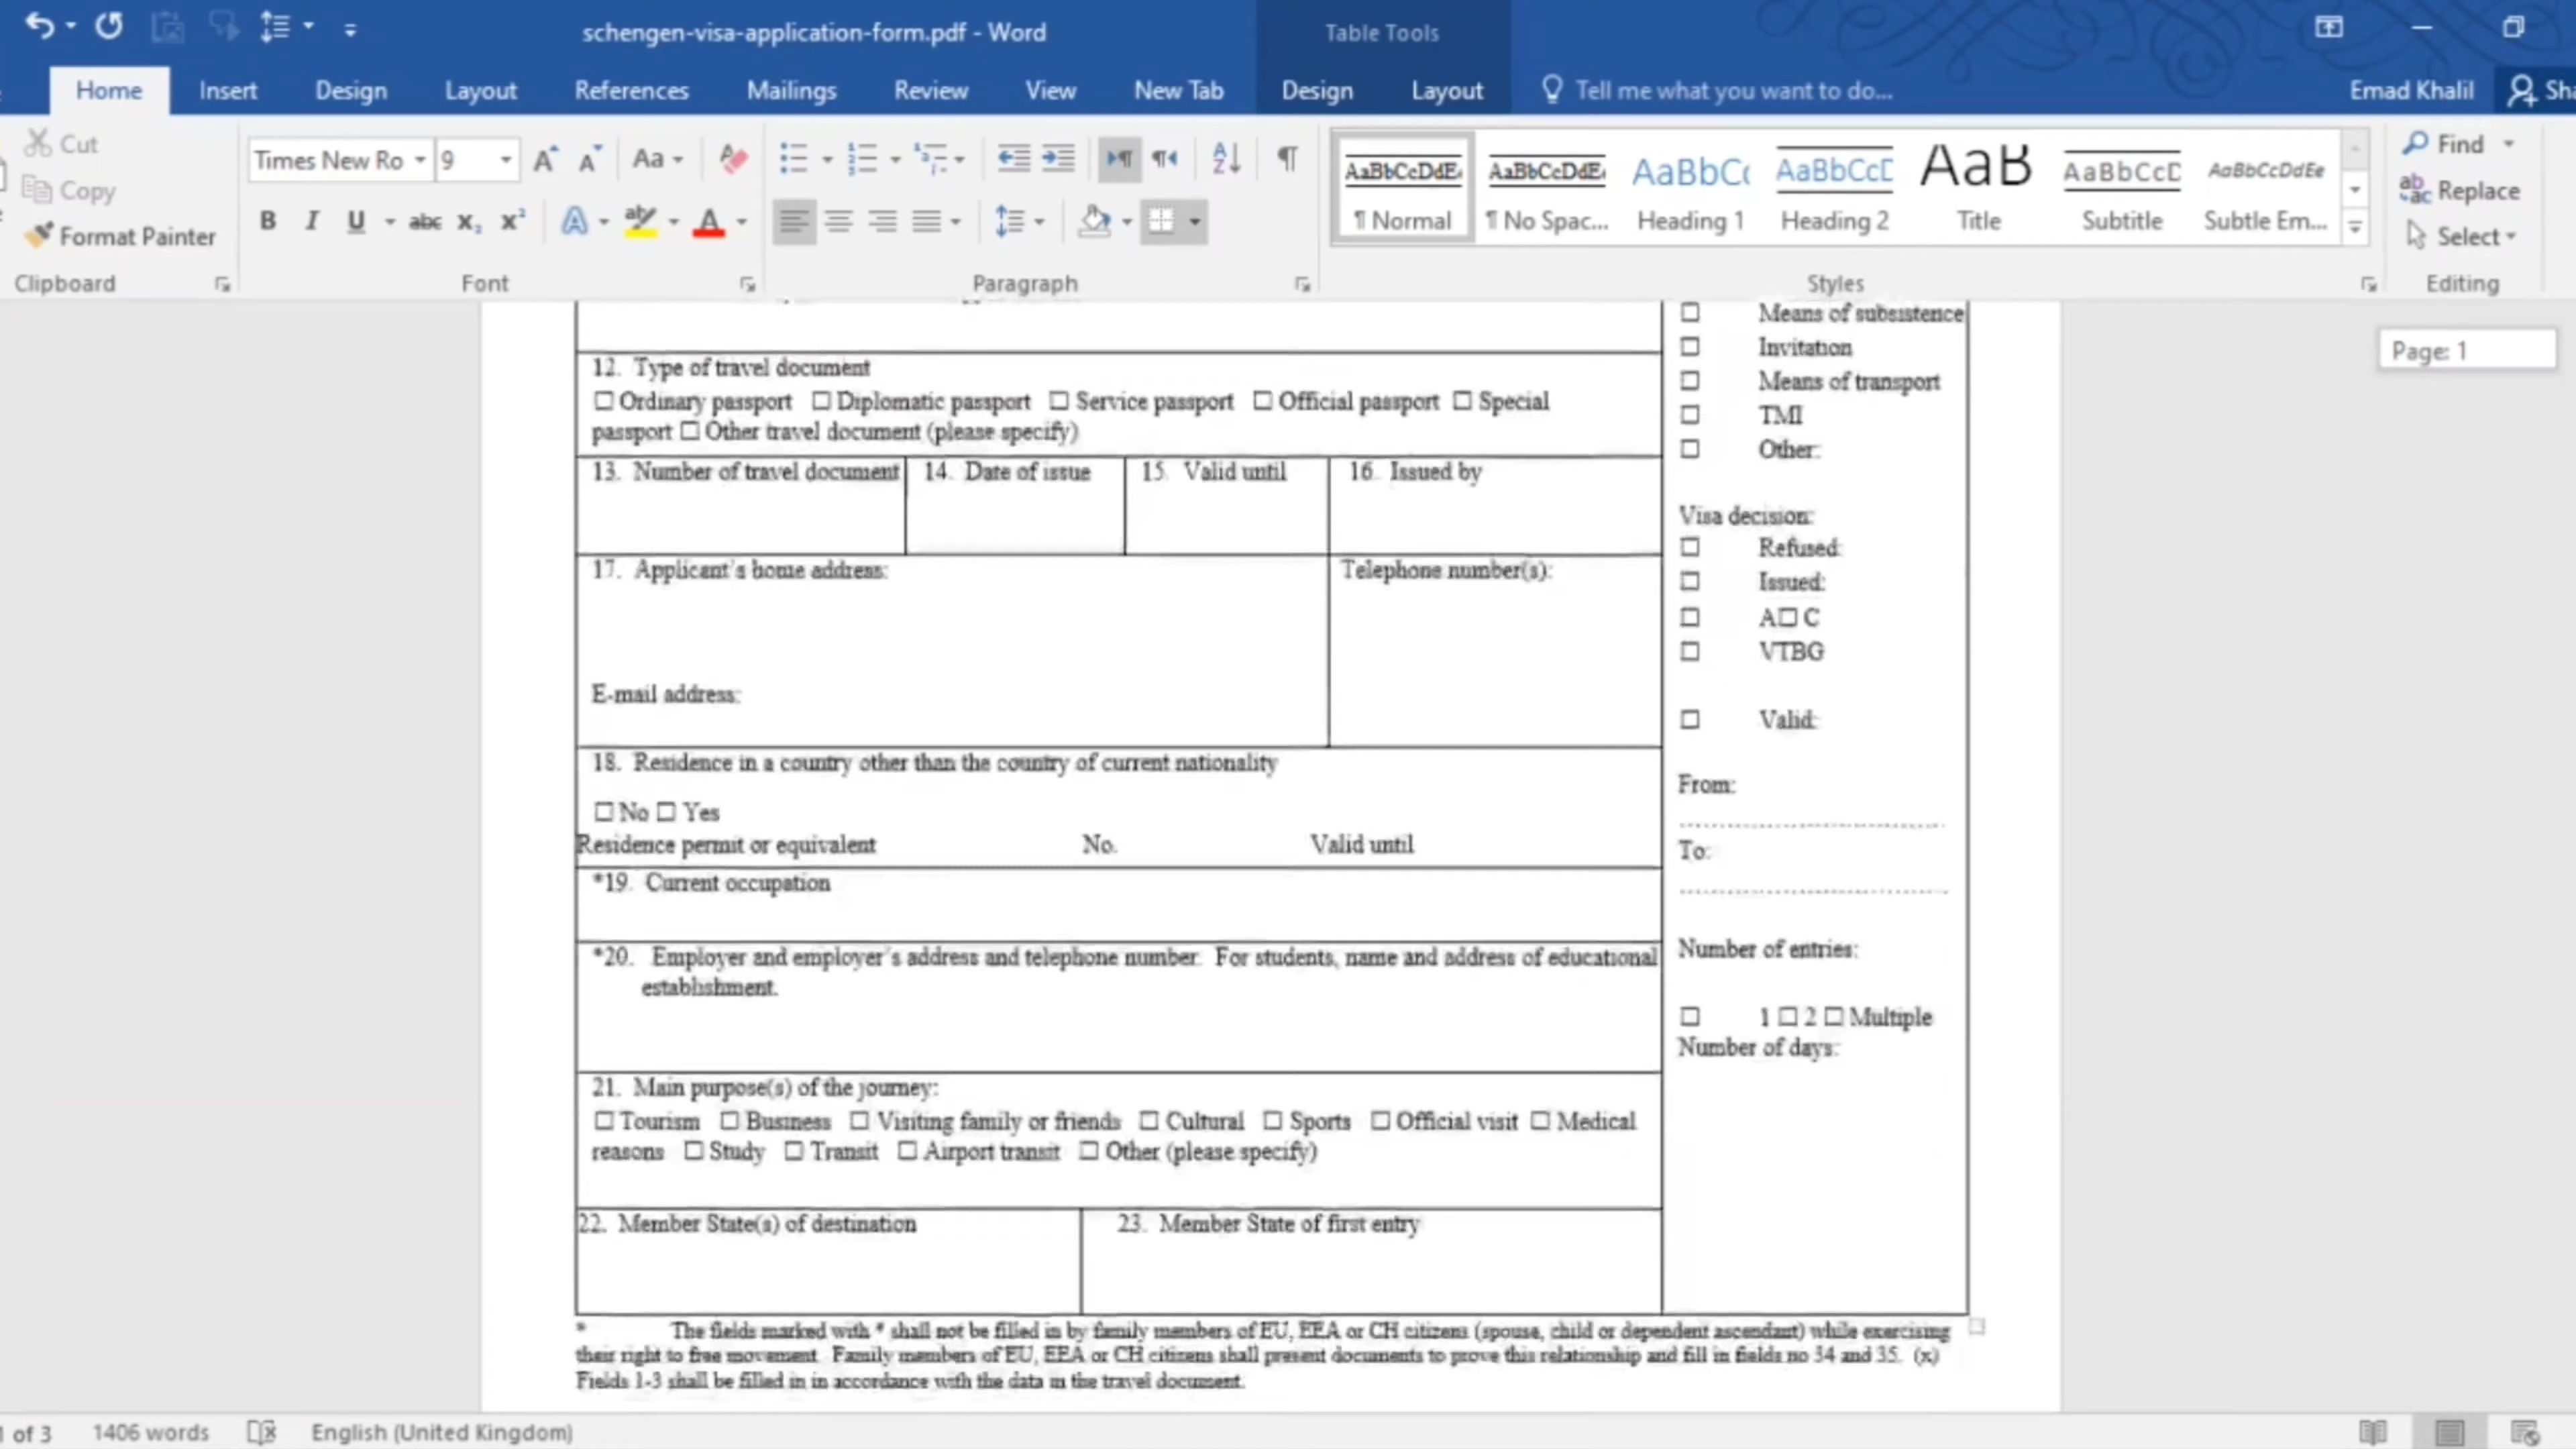 schengen-visa-application-form.pdf - Word
Table Tools
Home
Insert
Design
Layout
References
Mailings
Review
View
New Tab
Design
Layout
Tell me what you want to do...
Emad Khalil
Cut
Copy
Format Painter
Clipboard
Times New Ro
9
Font
Paragraph
AaBbCcDdE
¶ Normal
AaBbCcDdE
¶ No Spac...
AaBbC
Heading 1
AaBbCcD
Heading 2
AaB
Title
AaBbCcD
Subtitle
AaBbCcDdEe
Subtle Em...
Styles
Find
Replace
Select
Editing
Page: 1
12. Type of travel document
☐ Ordinary passport ☐ Diplomatic passport ☐ Service passport ☐ Official passport ☐ Special
passport ☐ Other travel document (please specify)
13. Number of travel document
14. Date of issue
15. Valid until
16. Issued by
17. Applicant's home address:
Telephone number(s):
E-mail address:
18. Residence in a country other than the country of current nationality
☐ No ☐ Yes
Residence permit or equivalent No. Valid until
*19. Current occupation
*20. Employer and employer's address and telephone number. For students, name and address of educational
establishment.
21. Main purpose(s) of the journey:
☐ Tourism ☐ Business ☐ Visiting family or friends ☐ Cultural ☐ Sports ☐ Official visit ☐ Medical
reasons ☐ Study ☐ Transit ☐ Airport transit ☐ Other (please specify)
22. Member State(s) of destination
23. Member State of first entry
☐ Means of subsistence
☐ Invitation
☐ Means of transport
☐ TMI
☐ Other:
Visa decision:
☐ Refused:
☐ Issued:
☐ A☐ C
☐ VTBG
☐ Valid:
From:
To:
Number of entries:
☐ 1 ☐ 2 ☐ Multiple
Number of days:
* The fields marked with * shall not be filled in by family members of EU, EEA or CH citizens (spouse, child or dependent ascendant) while exercising
their right to free movement. Family members of EU, EEA or CH citizens shall present documents to prove this relationship and fill in fields no 34 and 35. (x)
Fields 1-3 shall be filled in in accordance with the data in the travel document.
of 3
1406 words
English (United Kingdom)